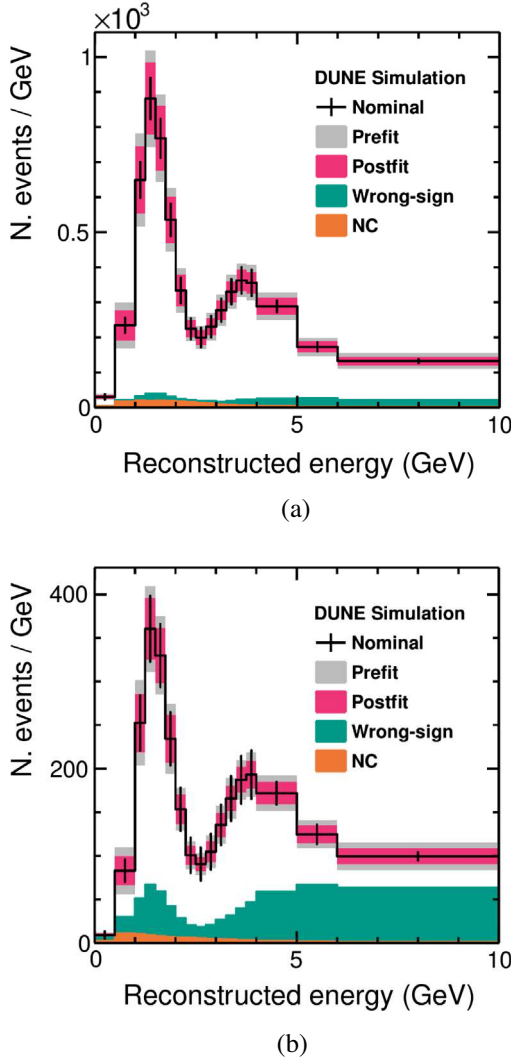 ×10³
1
0.5
0
N. events / GeV
DUNE Simulation
Nominal
Prefit
Postfit
Wrong-sign
NC
0 5 10
Reconstructed energy (GeV)
(a)
400
200
0
N. events / GeV
DUNE Simulation
Nominal
Prefit
Postfit
Wrong-sign
NC
0 5 10
Reconstructed energy (GeV)
(b)